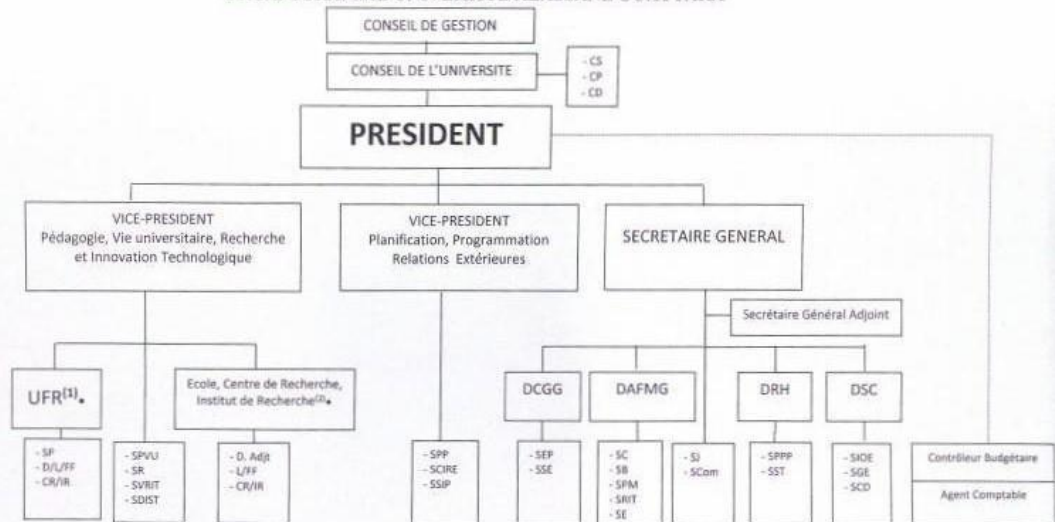 CONSEIL DE GESTION
CONSEIL DE L'UNIVERSITE
- CS
- CP
- CD
PRESIDENT
VICE-PRESIDENT
Pédagogie, Vie universitaire, Recherche
et Innovation Technologique
VICE-PRESIDENT
Planification, Programmation
Relations Extérieures
SECRETAIRE GENERAL
Secrétaire Général Adjoint
UFR(1).
Ecole, Centre de Recherche,
Institut de Recherche(2).
DCGG
DAFMG
DRH
DSC
- SP
- D/L/FF
- CR/IR
- SPVU
- SR
- SVRIT
- SDIST
- D. Adjt
- L/FF
- CR/IR
- SPP
- SCIRE
- SSIP
- SEP
- SSE
- SC
- SB
- SPM
- SRIT
- SE
- SJ
- SCom
- SPPP
- SST
- SIOE
- SGE
- SCD
Contrôleur Budgétaire
Agent Comptable